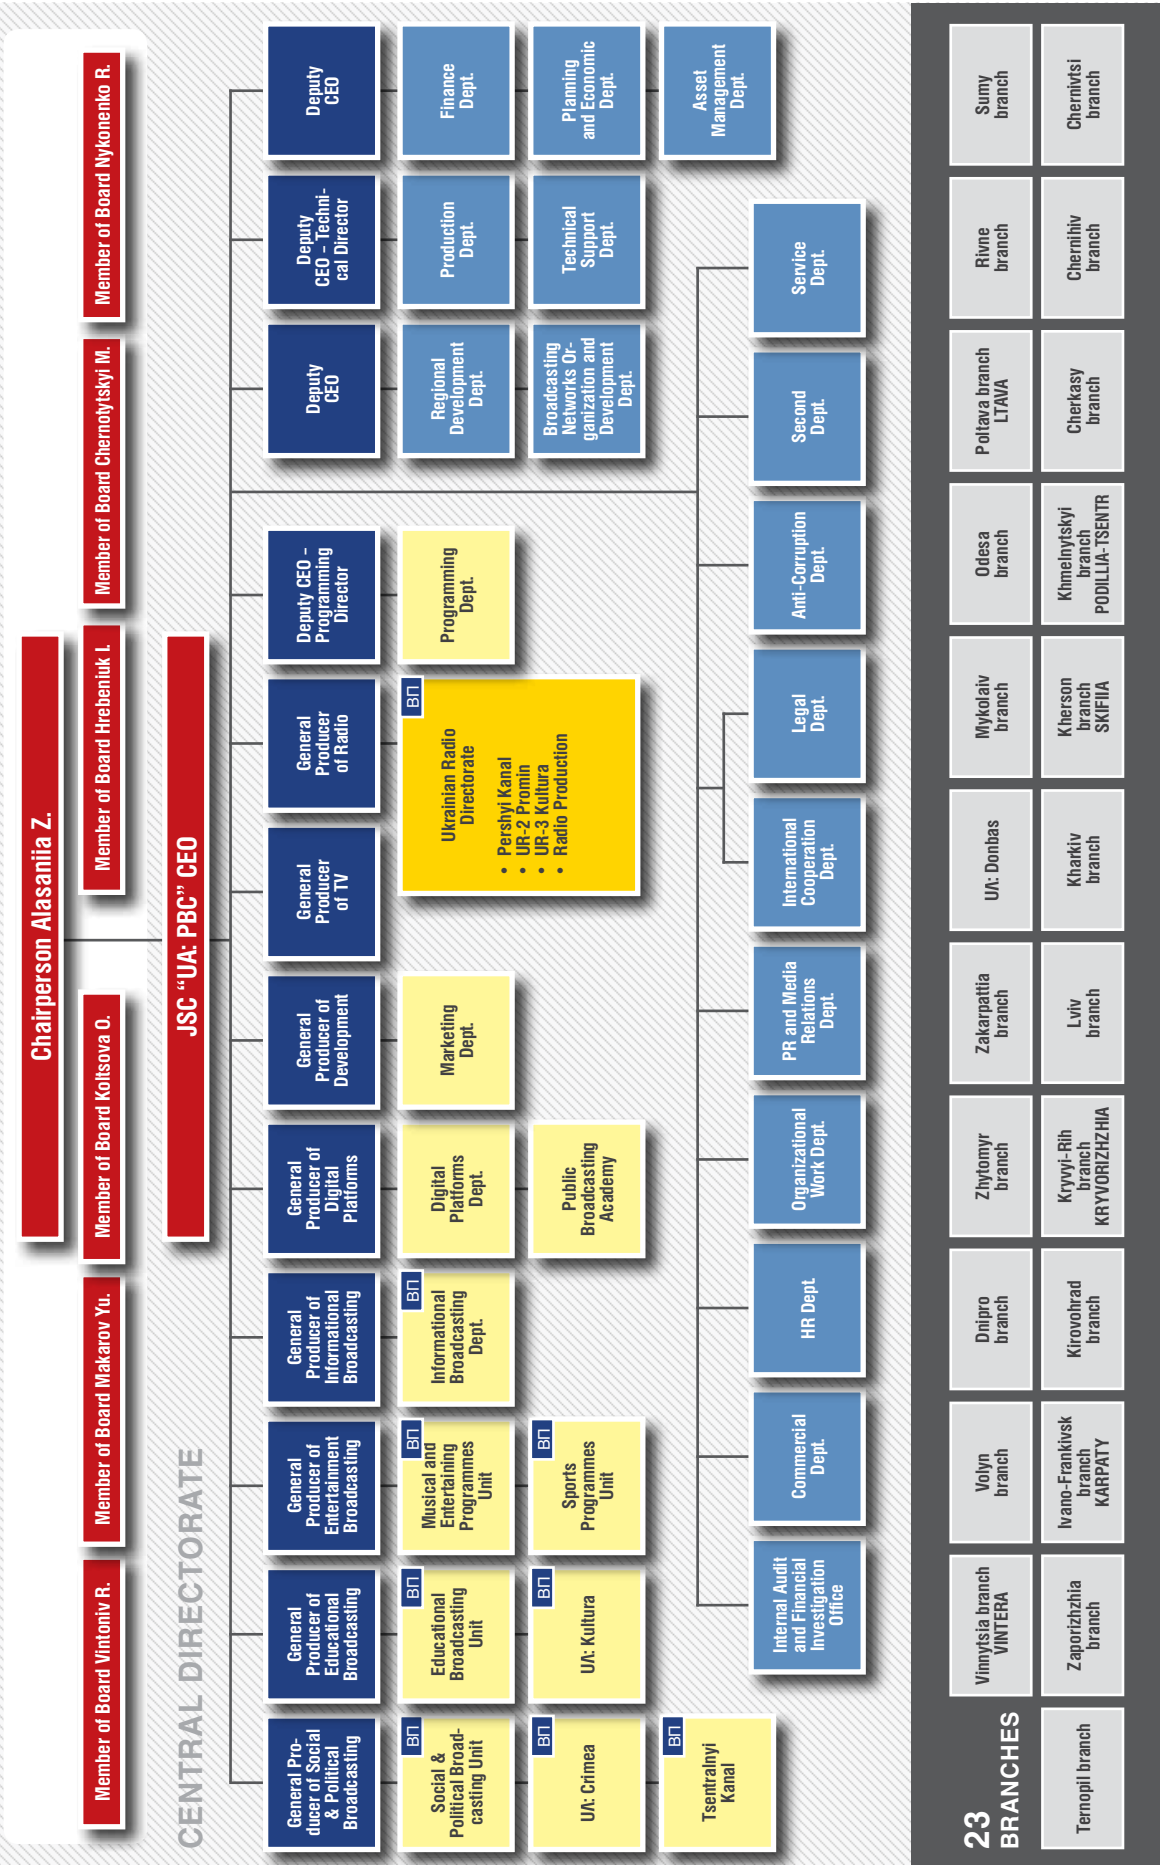 Chairperson Alasaniia Z.
Member of Board Vintoniv R.
Member of Board Makarov Yu.
Member of Board Koltsova O.
Member of Board Hrebeniuk I.
Member of Board Chernotytskyi M.
Member of Board Nykonenko R.
CENTRAL DIRECTORATE
JSC “UA: PBC” CEO
General Pro-
ducer of Social
& Political
Broadcasting
General
Producer of
Educational
Broadcasting
General
Producer of
Entertainment
Broadcasting
General
Producer of
Informational
Broadcasting
General
Producer of
Digital
Platforms
General
Producer of
Development
General
Producer
of TV
General
Producer
of Radio
Deputy CEO –
Programming
Director
Deputy
CEO
Deputy
CEO – Techni-
cal Director
Deputy
CEO
ВП
Social &
Political Broad-
casting Unit
ВП
Educational
Broadcasting
Unit
ВП
Musical and
Entertaining
Programmes
Unit
ВП
Informational
Broadcasting
Dept.
Digital
Platforms
Dept.
Marketing
Dept.
ВП
Ukrainian Radio
Directorate
• Pershyi Kanal
• UR-2 Promin
• UR-3 Kultura
• Radio Production
Programming
Dept.
Regional
Development
Dept.
Production
Dept.
Finance
Dept.
ВП
UΛ: Crimea
ВП
UΛ: Kultura
ВП
Sports
Programmes
Unit
Public
Broadcasting
Academy
Broadcasting
Networks Or-
ganization and
Development
Dept.
Technical
Support
Dept.
Planning
and Economic
Dept.
ВП
Tsentralnyi
Kanal
Asset
Management
Dept.
Internal Audit
and Financial
Investigation
Office
Commercial
Dept.
HR Dept.
Organizational
Work Dept.
PR and Media
Relations
Dept.
International
Cooperation
Dept.
Legal
Dept.
Anti-Corruption
Dept.
Second
Dept.
Service
Dept.
23
BRANCHES
Vinnytsia branch
VINTERA
Volyn
branch
Dnipro
branch
Zhytomyr
branch
Zakarpattia
branch
UΛ: Donbas
Mykolaiv
branch
Odesa
branch
Poltava branch
LTAVA
Rivne
branch
Sumy
branch
Ternopil branch
Zaporizhzhia
branch
Ivano-Frankivsk
branch
KARPATY
Kirovohrad
branch
Kryvyi-Rih
branch
KRYVORIZHZHIA
Lviv
branch
Kharkiv
branch
Kherson
branch
SKIFIIA
Khmelnytskyi
branch
PODILLIA-TSENTR
Cherkasy
branch
Chernihiv
branch
Chernivtsi
branch